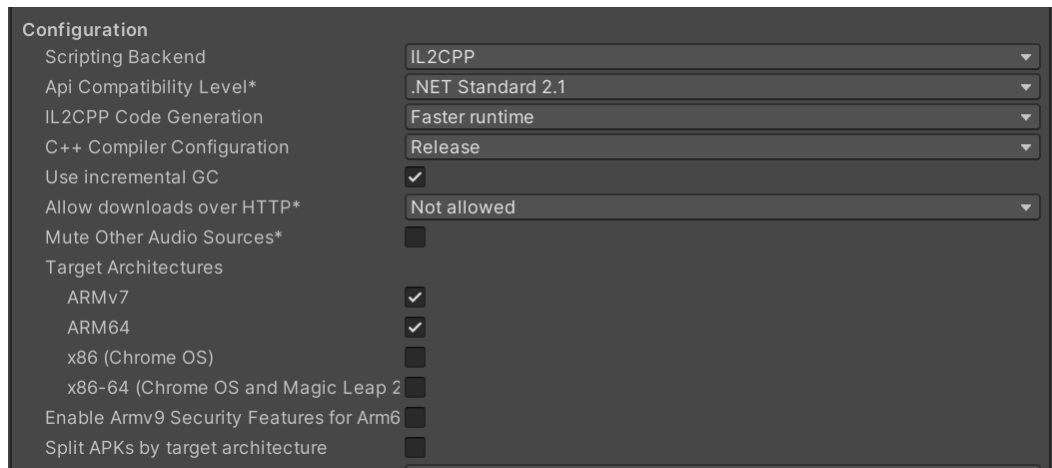 Configuration
Scripting Backend IL2CPP
Api Compatibility Level* .NET Standard 2.1
IL2CPP Code Generation Faster runtime
C++ Compiler Configuration Release
Use incremental GC
Allow downloads over HTTP* Not allowed
Mute Other Audio Sources*
Target Architectures
ARMv7
ARM64
x86 (Chrome OS)
x86-64 (Chrome OS and Magic Leap 2
Enable Armv9 Security Features for Arm6
Split APKs by target architecture